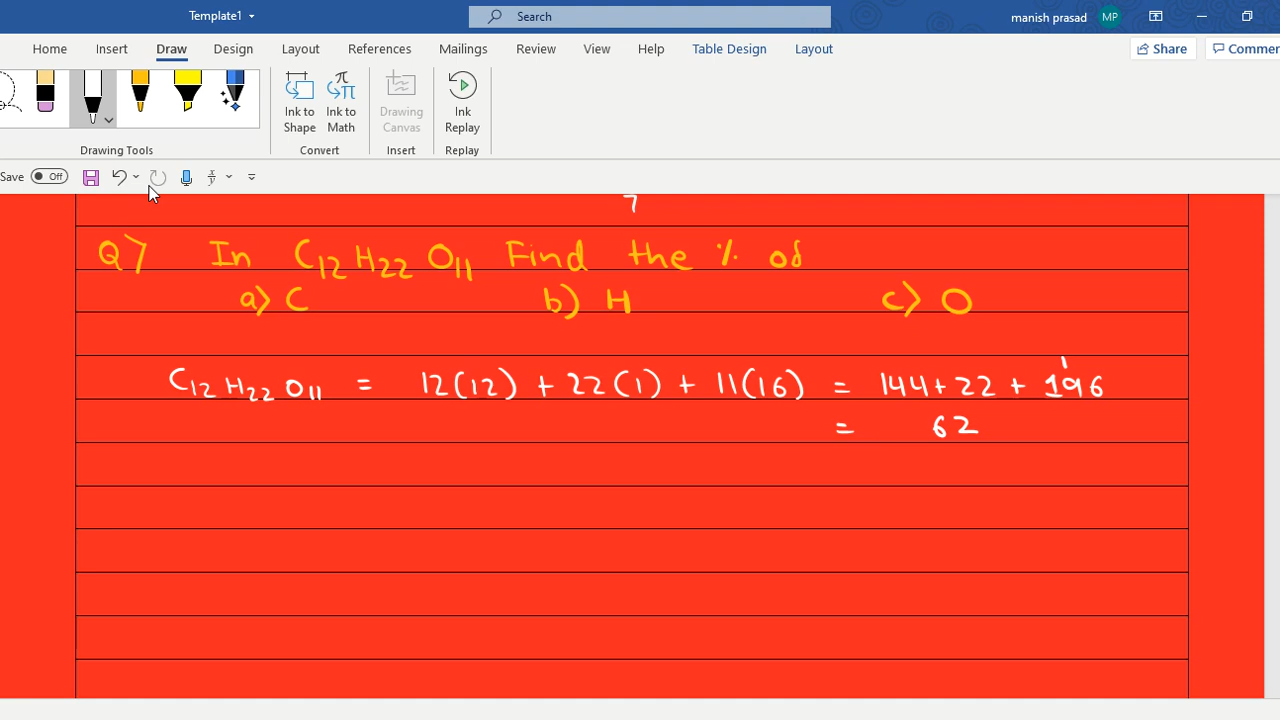 Template1
Search
manish prasad
MP
Home Insert Draw Design Layout References Mailings Review View Help Table Design Layout
Share
Ink to Shape
Ink to Math
Drawing Canvas
Ink Replay
Drawing Tools
Convert
Insert
Replay
Save Off
7
Q7 In C12 H22 O11 Find the % of
a) C b) H c) O
C12 H22 O11 = 12(12) + 22(1) + 11(16) = 144 + 22 + 196
1
= 62